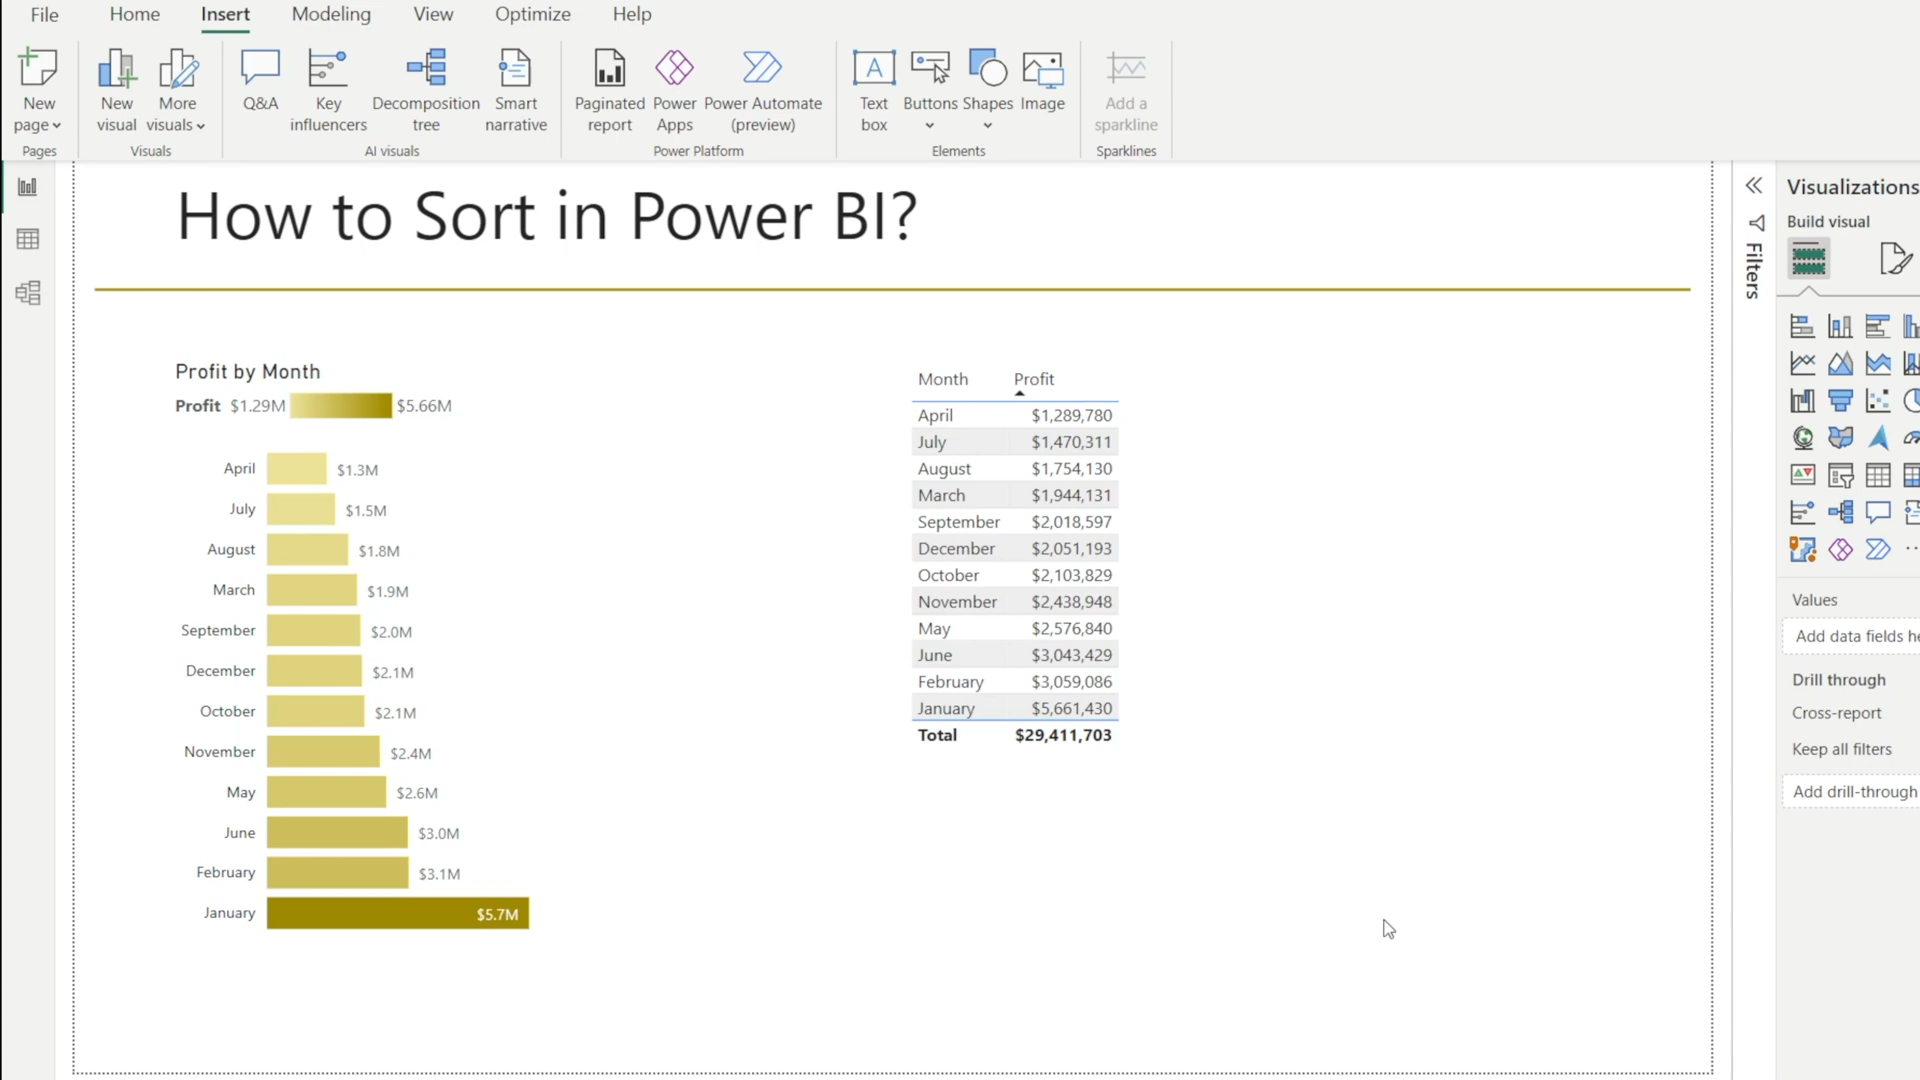 File Home Insert Modeling View Optimize Help
New page
New visual
More visuals
Q&A
Key influencers
Decomposition tree
Smart narrative
Paginated report
Power Apps
Power Automate (preview)
Text box
Buttons
Shapes
Image
Add a sparkline
Pages Visuals AI visuals Power Platform Elements Sparklines
How to Sort in Power BI?
Profit by Month
Profit $1.29M $5.66M
April $1.3M
July $1.5M
August $1.8M
March $1.9M
September $2.0M
December $2.1M
October $2.1M
November $2.4M
May $2.6M
June $3.0M
February $3.1M
January $5.7M
Month Profit
April $1,289,780
July $1,470,311
August $1,754,130
March $1,944,131
September $2,018,597
December $2,051,193
October $2,103,829
November $2,438,948
May $2,576,840
June $3,043,429
February $3,059,086
January $5,661,430
Total $29,411,703
Filters
Visualizations
Build visual
Values
Add data fields he
Drill through
Cross-report
Keep all filters
Add drill-through